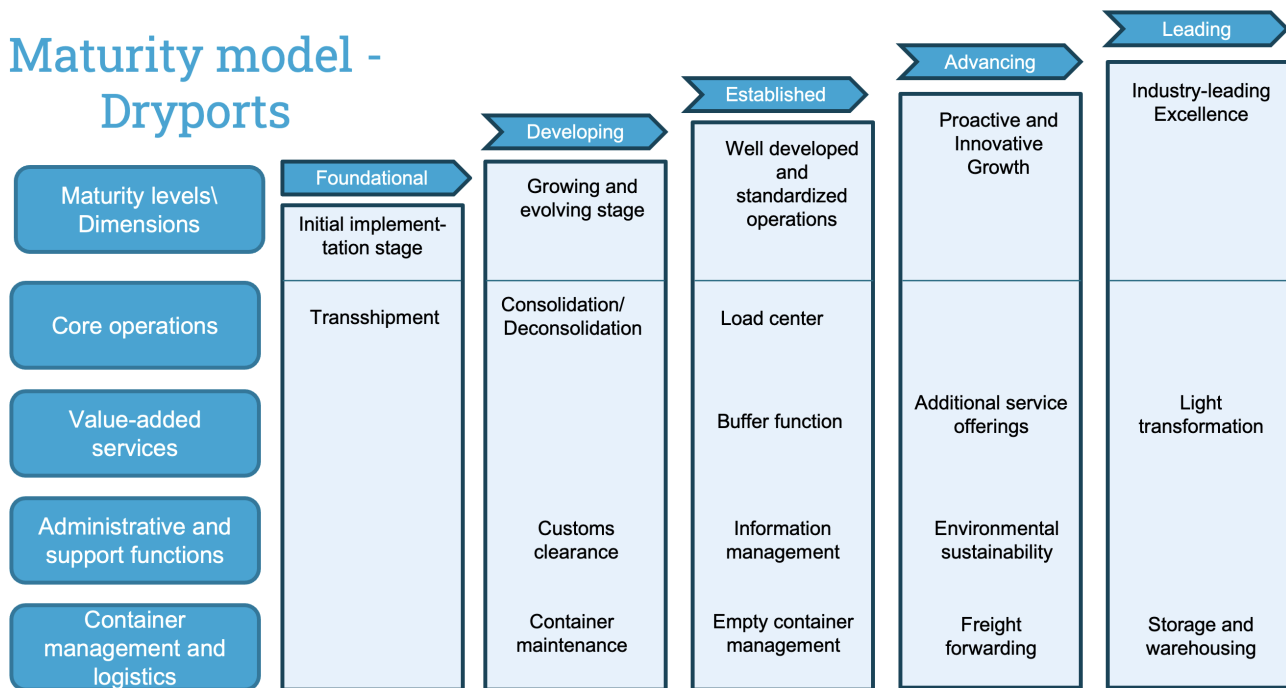 Maturity model -
Dryports
Foundational
Developing
Established
Advancing
Leading
Maturity levels\
Dimensions
Initial implemen-
tation stage
Growing and
evolving stage
Well developed
and
standardized
operations
Proactive and
Innovative
Growth
Industry-leading
Excellence
Core operations
Transshipment
Consolidation/
Deconsolidation
Load center
Value-added
services
Buffer function
Additional service
offerings
Light
transformation
Administrative and
support functions
Customs
clearance
Information
management
Environmental
sustainability
Container
management and
logistics
Container
maintenance
Empty container
management
Freight
forwarding
Storage and
warehousing